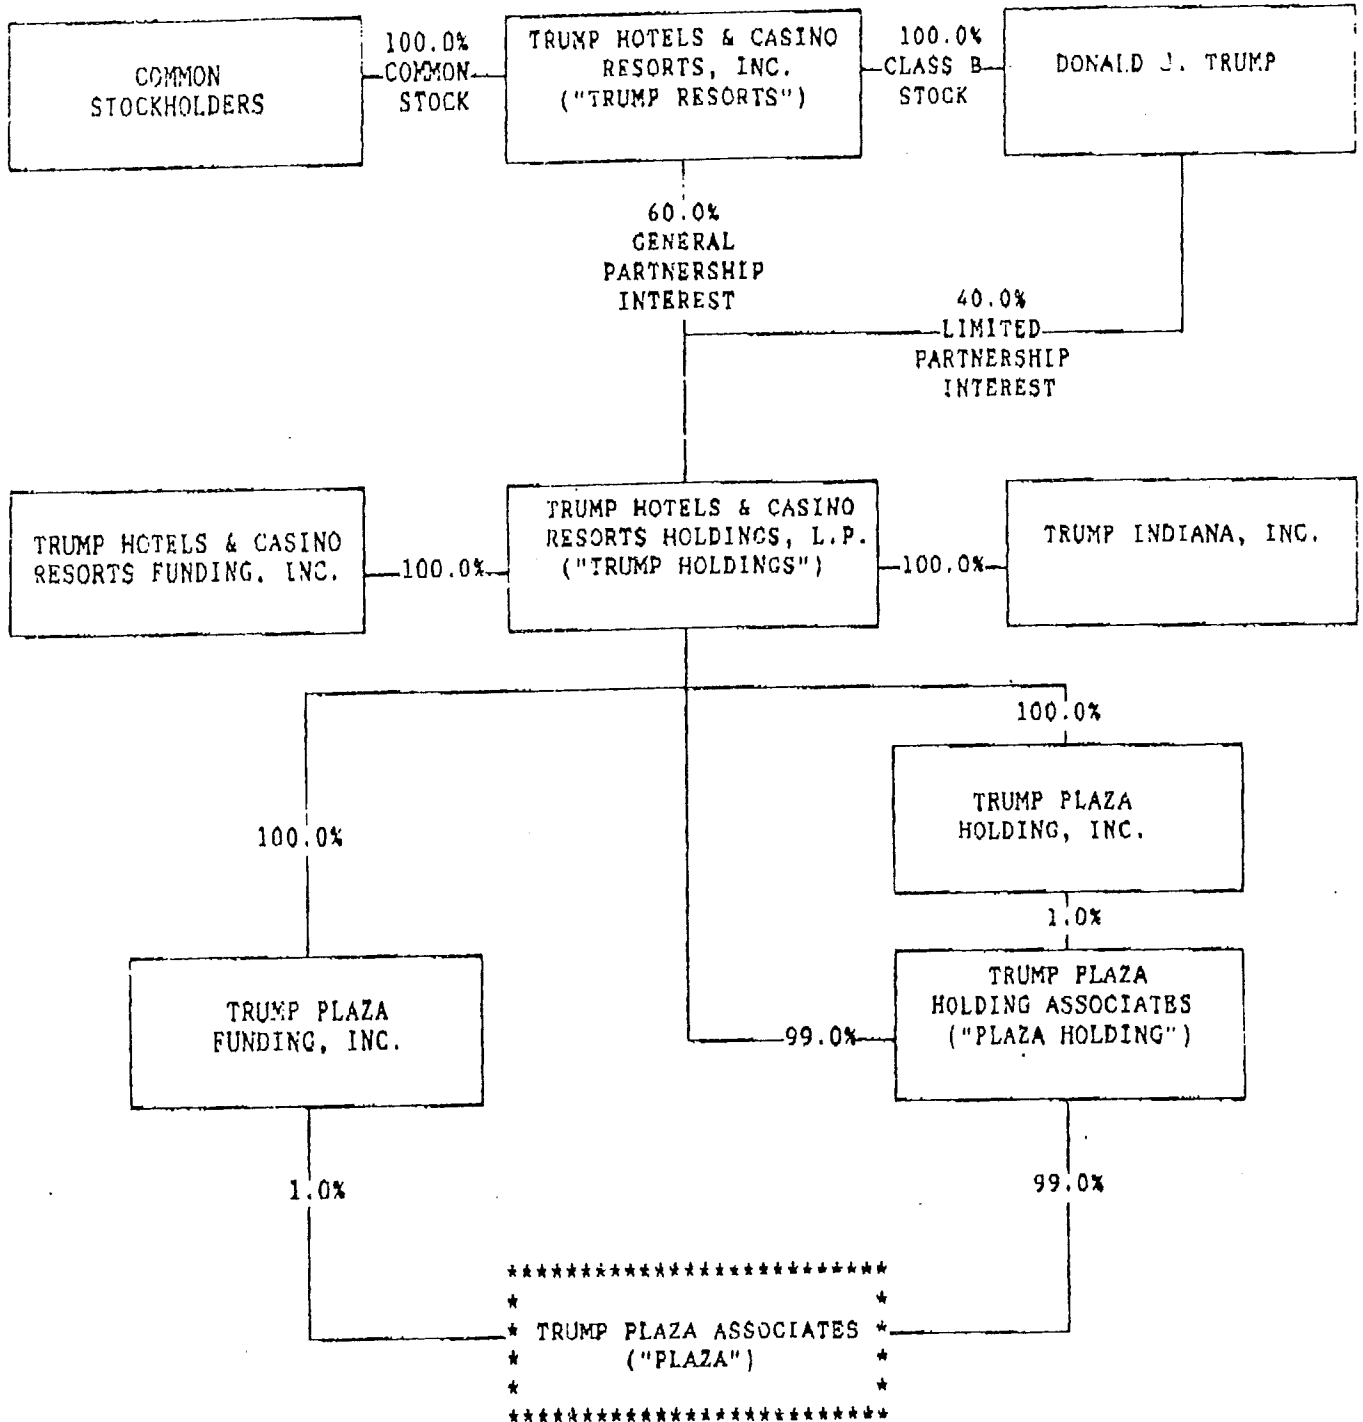 COMMON
STOCKHOLDERS
100.0%
COMMON
STOCK
TRUMP HOTELS & CASINO
RESORTS, INC.
("TRUMP RESORTS")
100.0%
CLASS B
STOCK
DONALD J. TRUMP
60.0%
GENERAL
PARTNERSHIP
INTEREST
40.0%
LIMITED
PARTNERSHIP
INTEREST
TRUMP HOTELS & CASINO
RESORTS FUNDING, INC.
100.0%
TRUMP HOTELS & CASINO
RESORTS HOLDINGS, L.P.
("TRUMP HOLDINGS")
100.0%
TRUMP INDIANA, INC.
100.0%
TRUMP PLAZA
HOLDING, INC.
100.0%
1.0%
TRUMP PLAZA
FUNDING, INC.
99.0%
TRUMP PLAZA
HOLDING ASSOCIATES
("PLAZA HOLDING")
1.0%
99.0%
TRUMP PLAZA ASSOCIATES
("PLAZA")